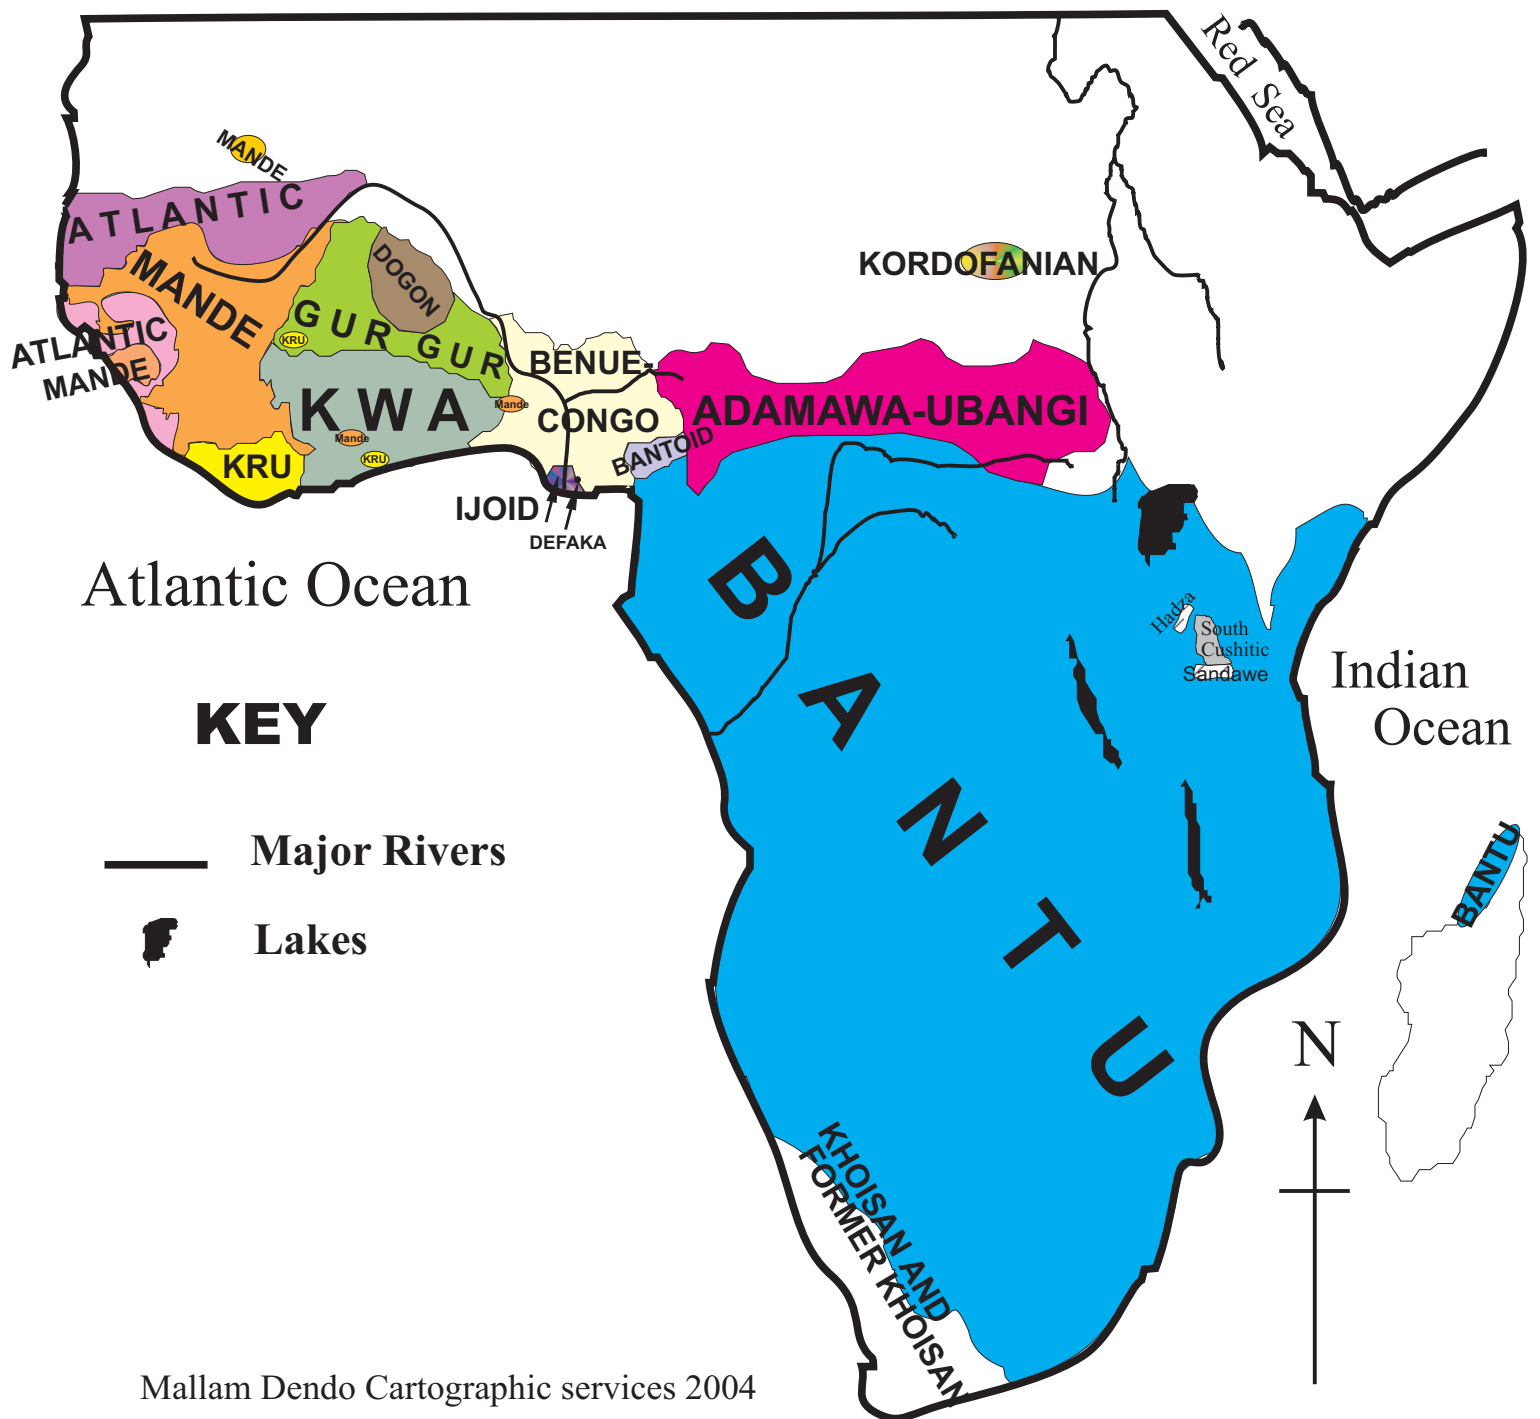 Red Sea
MANDE
ATLANTIC
MANDE
DOGON
KORDOFANIAN
GUR GUR
KRU
ATLANTIC
MANDE
BENUE-
CONGO
KWA
Mande
Mande
KRU
KRU
ADAMAWA-UBANGI
BANTOID
IJOID
DEFAKA
Atlantic Ocean
BANTU
Hadza
South
Cushitic
Sandawe
Indian
Ocean
KEY
Major Rivers
Lakes
BANTU
N
KHOISAN AND
FORMER KHOISAN
Mallam Dendo Cartographic services 2004